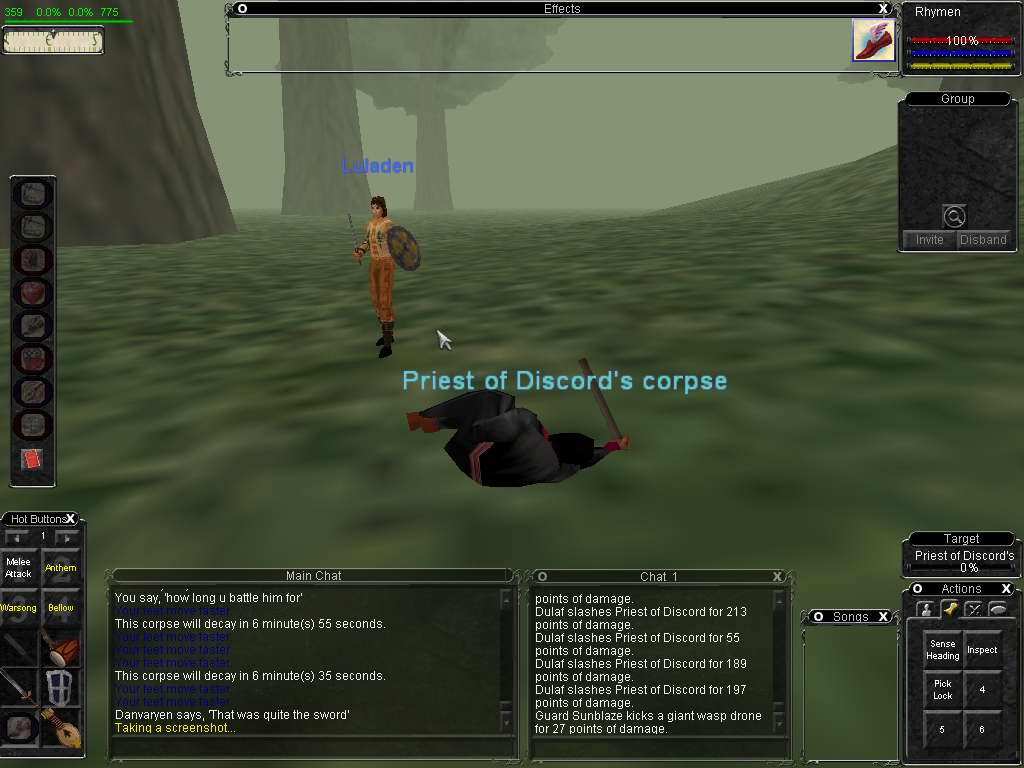 359 0.0% 0.0% 775
O Effects X
Rhymen
100%
Group
Luladen
Invite Disband
Priest of Discord's corpse
Hot Buttons X
1
Melee
Attack
Anthem
Warsong
Bellow
Main Chat
You say, 'how long u battle him for'
Your feet move faster
This corpse will decay in 6 minute(s) 55 seconds.
Your feet move faster
Your feet move faster
Your feet move faster
This corpse will decay in 6 minute(s) 35 seconds.
Your feet move faster
Your feet move faster
Danvaryen says, 'That was quite the sword'
Taking a screenshot...
O Chat 1 X
points of damage.
Dulaf slashes Priest of Discord for 213
points of damage.
Dulaf slashes Priest of Discord for 55
points of damage.
Dulaf slashes Priest of Discord for 189
points of damage.
Dulaf slashes Priest of Discord for 197
points of damage.
Guard Sunblaze kicks a giant wasp drone
for 27 points of damage.
O Songs X
Target
Priest of Discord's
0%
O Actions X
Sense
Heading
Inspect
Pick
Lock
4
5
6